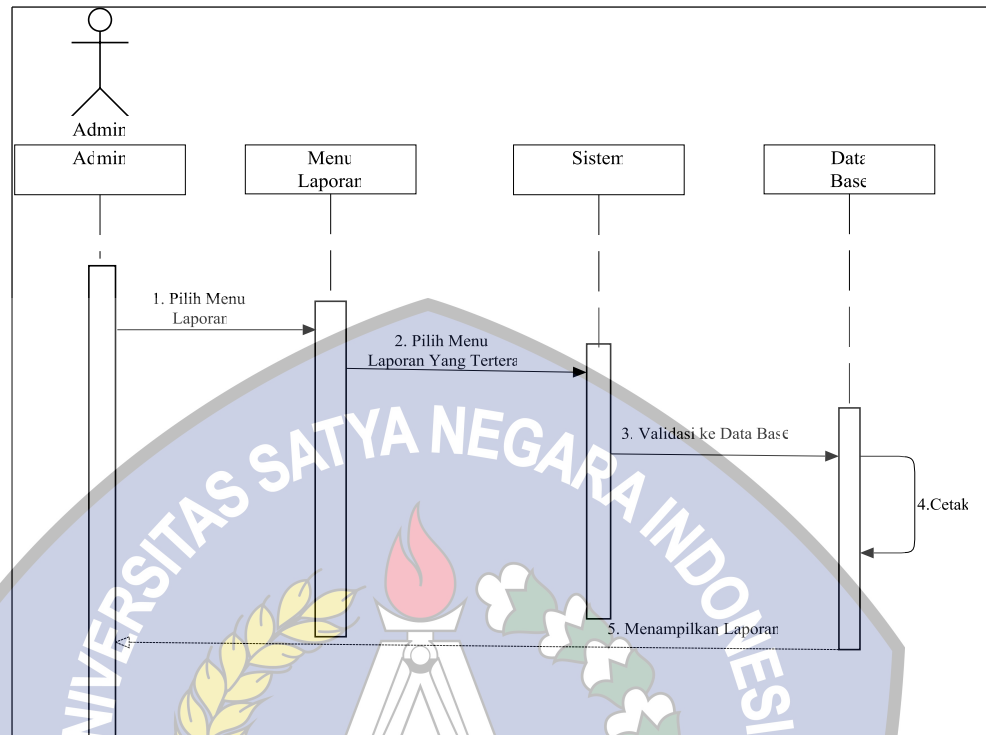 Admin
Admin
Menu
Laporan
Sistem
Data
Base
1. Pilih Menu
Laporan
2. Pilih Menu
Laporan Yang Tertera
3. Validasi ke Data Base
4.Cetak
5. Menampilkan Laporan
UNIVERSITAS SATYA NEGARA INDONESIA